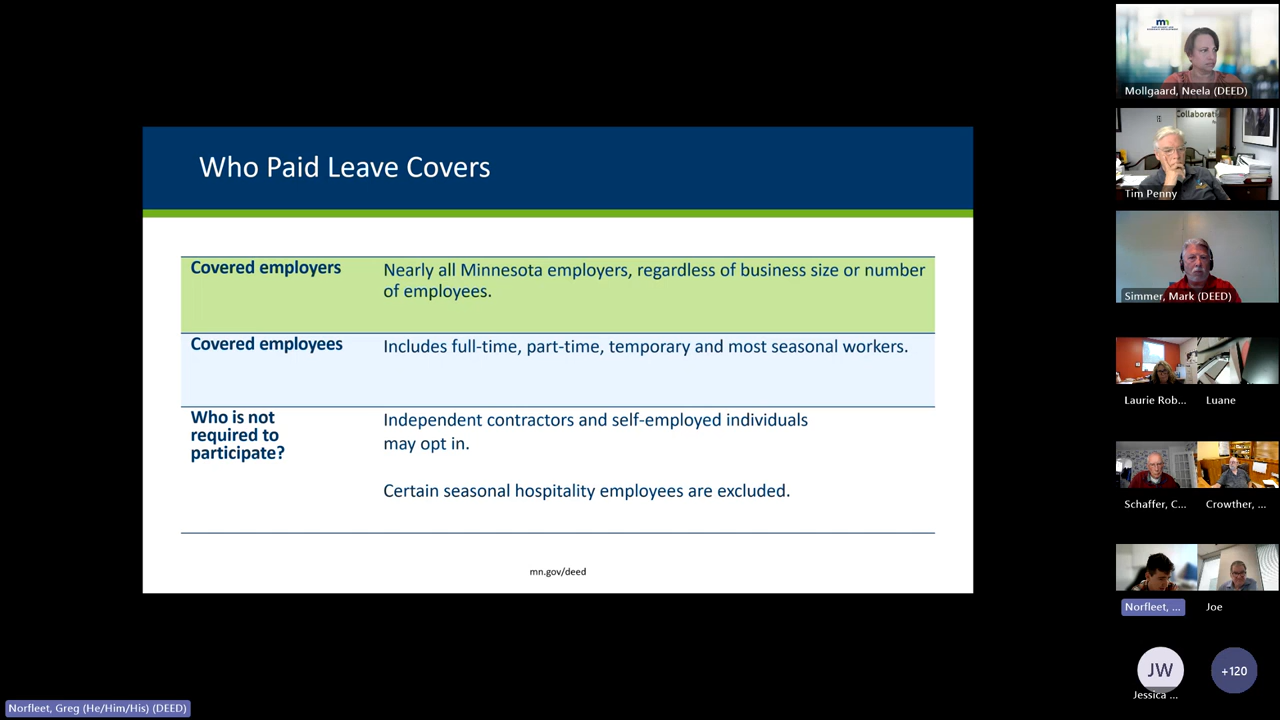 Who Paid Leave Covers
Covered employers
Nearly all Minnesota employers, regardless of business size or number
of employees.
Covered employees
Includes full-time, part-time, temporary and most seasonal workers.
Who is not
required to
participate?
Independent contractors and self-employed individuals
may opt in.
Certain seasonal hospitality employees are excluded.
mn.gov/deed
mn
Mollgaard, Neela (DEED)
Tim Penny
Simmer, Mark (DEED)
Laurie Rob...
Luane
Schaffer, C...
Crowther, ...
Norfleet, ...
Joe
JW
Jessica ...
+120
Norfleet, Greg (He/Him/His) (DEED)